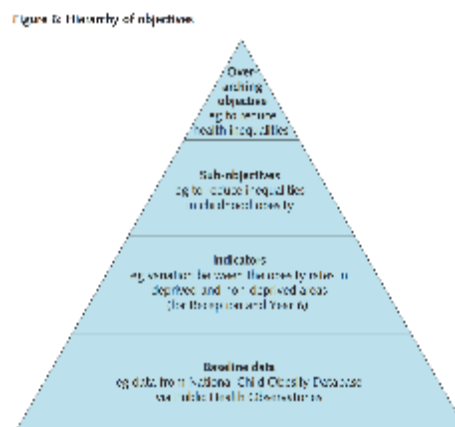 Figure 6: Hierarchy of objectives
Over-
arching
objective
eg to reduce
health inequalities
Sub-objectives
eg to reduce inequalities
in childhood obesity
Indicators
eg variation between the obesity rates in
deprived and non-deprived areas
(for Reception and Year 6)
Baseline data
eg data from National Child Obesity Database
via Public Health Observatories